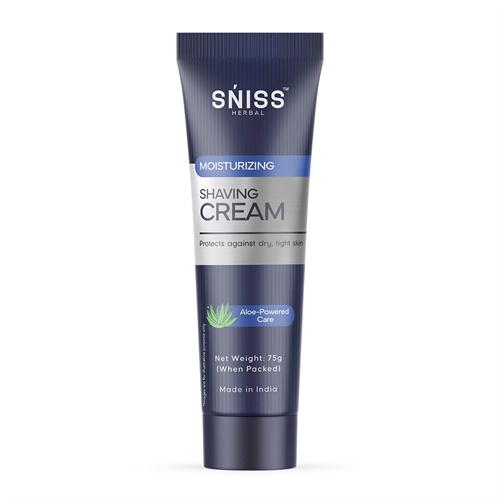 SŃISS™
HERBAL
MOISTURIZING
SHAVING
CREAM
Protects against dry, tight skin
Aloe-Powered
Care
Net Weight: 75g
(When Packed)
Made in India